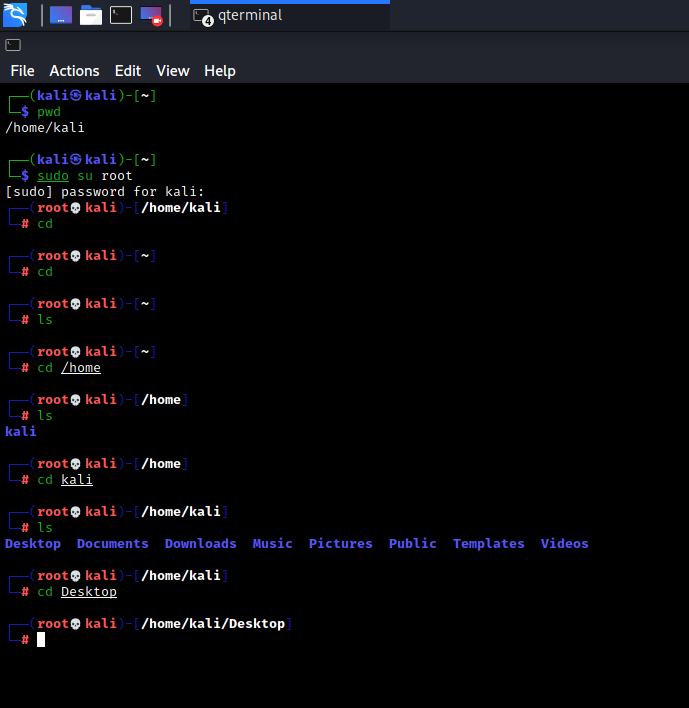 4 qterminal
File Actions Edit View Help
┌──(kali㉿kali)-[~]
└─$ pwd
/home/kali
┌──(kali㉿kali)-[~]
└─$ sudo su root
[sudo] password for kali:
┌──(root💀kali)-[/home/kali]
└─# cd
┌──(root💀kali)-[~]
└─# cd
┌──(root💀kali)-[~]
└─# ls
┌──(root💀kali)-[~]
└─# cd /home
┌──(root💀kali)-[/home]
└─# ls
kali
┌──(root💀kali)-[/home]
└─# cd kali
┌──(root💀kali)-[/home/kali]
└─# ls
Desktop Documents Downloads Music Pictures Public Templates Videos
┌──(root💀kali)-[/home/kali]
└─# cd Desktop
┌──(root💀kali)-[/home/kali/Desktop]
└─#